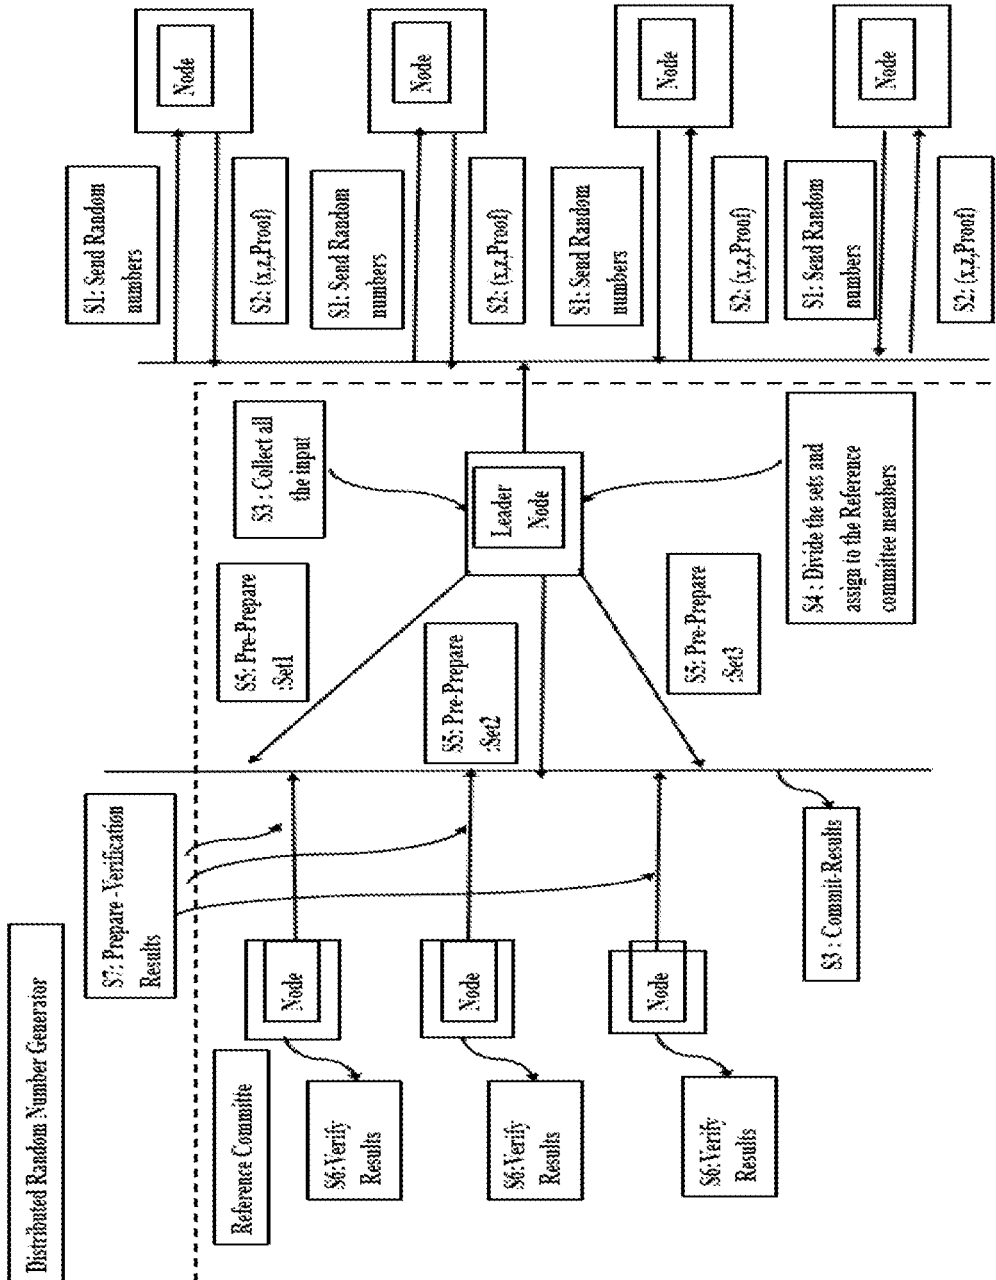 Distributed Random Number Generator
Reference Committe
S7: Prepare -Verification
Results
S6:Verify
Results
S6:Verify
Results
S6:Verify
Results
Node
Node
Node
S3 : Commit-Results
S5: Pre-Prepare
:Set1
S5: Pre-Prepare
:Set2
S5: Pre-Prepare
:Set3
S3 : Collect all
the input
Leader
Node
S4 : Divide the sets and
assign to the Reference
committee members
S1: Send Random
numbers
S2: (x,z,Proof)
S1: Send Random
numbers
S2: (x,z,Proof)
S1: Send Random
numbers
S2: (x,z,Proof)
S1: Send Random
numbers
S2: (x,z,Proof)
Node
Node
Node
Node